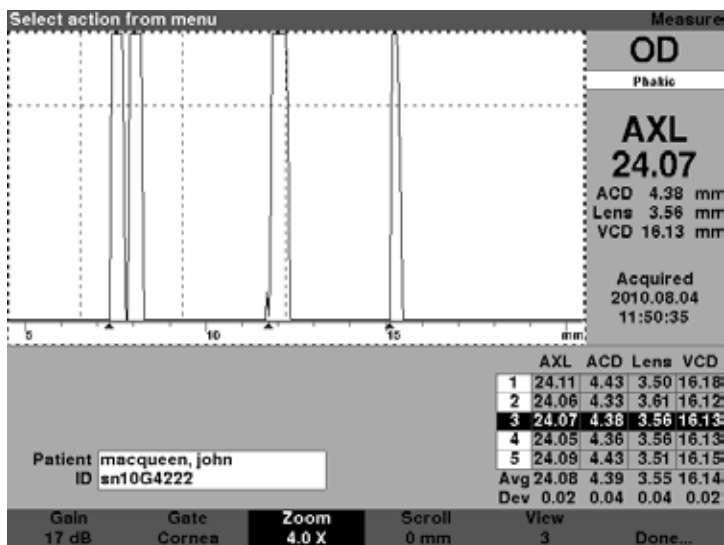 Select action from menu Measure
OD
Phakic
AXL
24.07
ACD 4.38 mm
Lens 3.56 mm
VCD 16.13 mm
Acquired
2010.08.04
11:50:35
5 10 15 mm
AXL ACD Lens VCD
1 24.11 4.43 3.50 16.18
2 24.06 4.33 3.61 16.12
3 24.07 4.38 3.56 16.13
4 24.05 4.36 3.56 16.13
5 24.09 4.43 3.51 16.15
Avg 24.08 4.39 3.55 16.14
Dev 0.02 0.04 0.04 0.02
Patient macqueen, john
ID sn10G4222
Gain Gate Zoom Scroll View
17 dB Cornea 4.0 X 0 mm 3 Done...